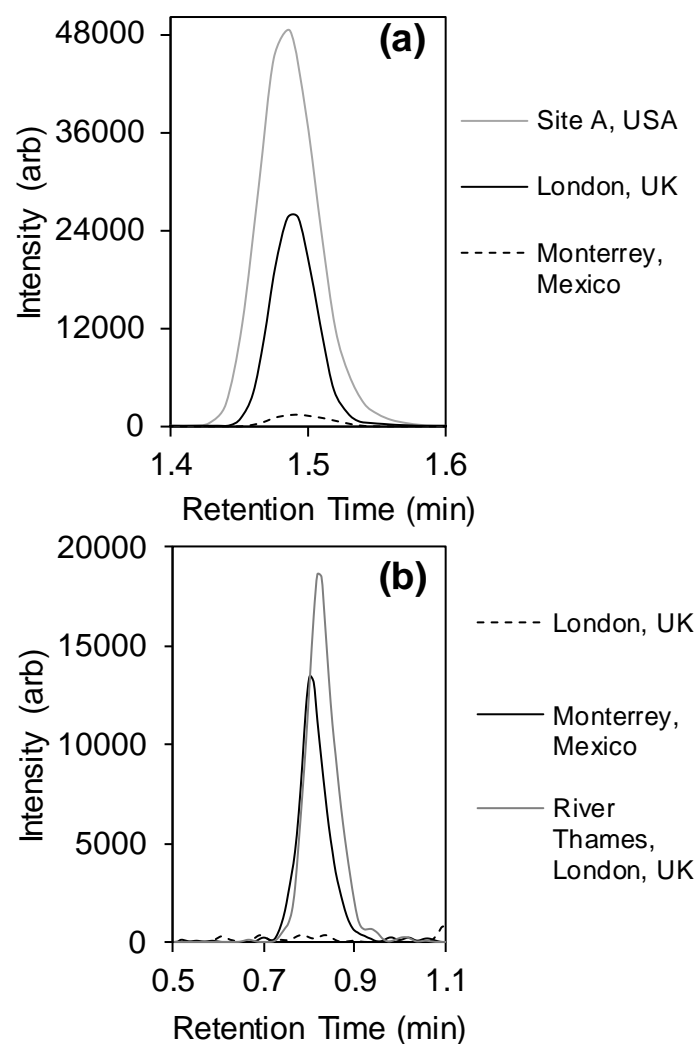 (a)
Intensity (arb)
48000
36000
24000
12000
0
1.4
1.5
1.6
Retention Time (min)
Site A, USA
London, UK
Monterrey,
Mexico
(b)
Intensity (arb)
20000
15000
10000
5000
0
0.5
0.7
0.9
1.1
Retention Time (min)
London, UK
Monterrey,
Mexico
River
Thames,
London, UK